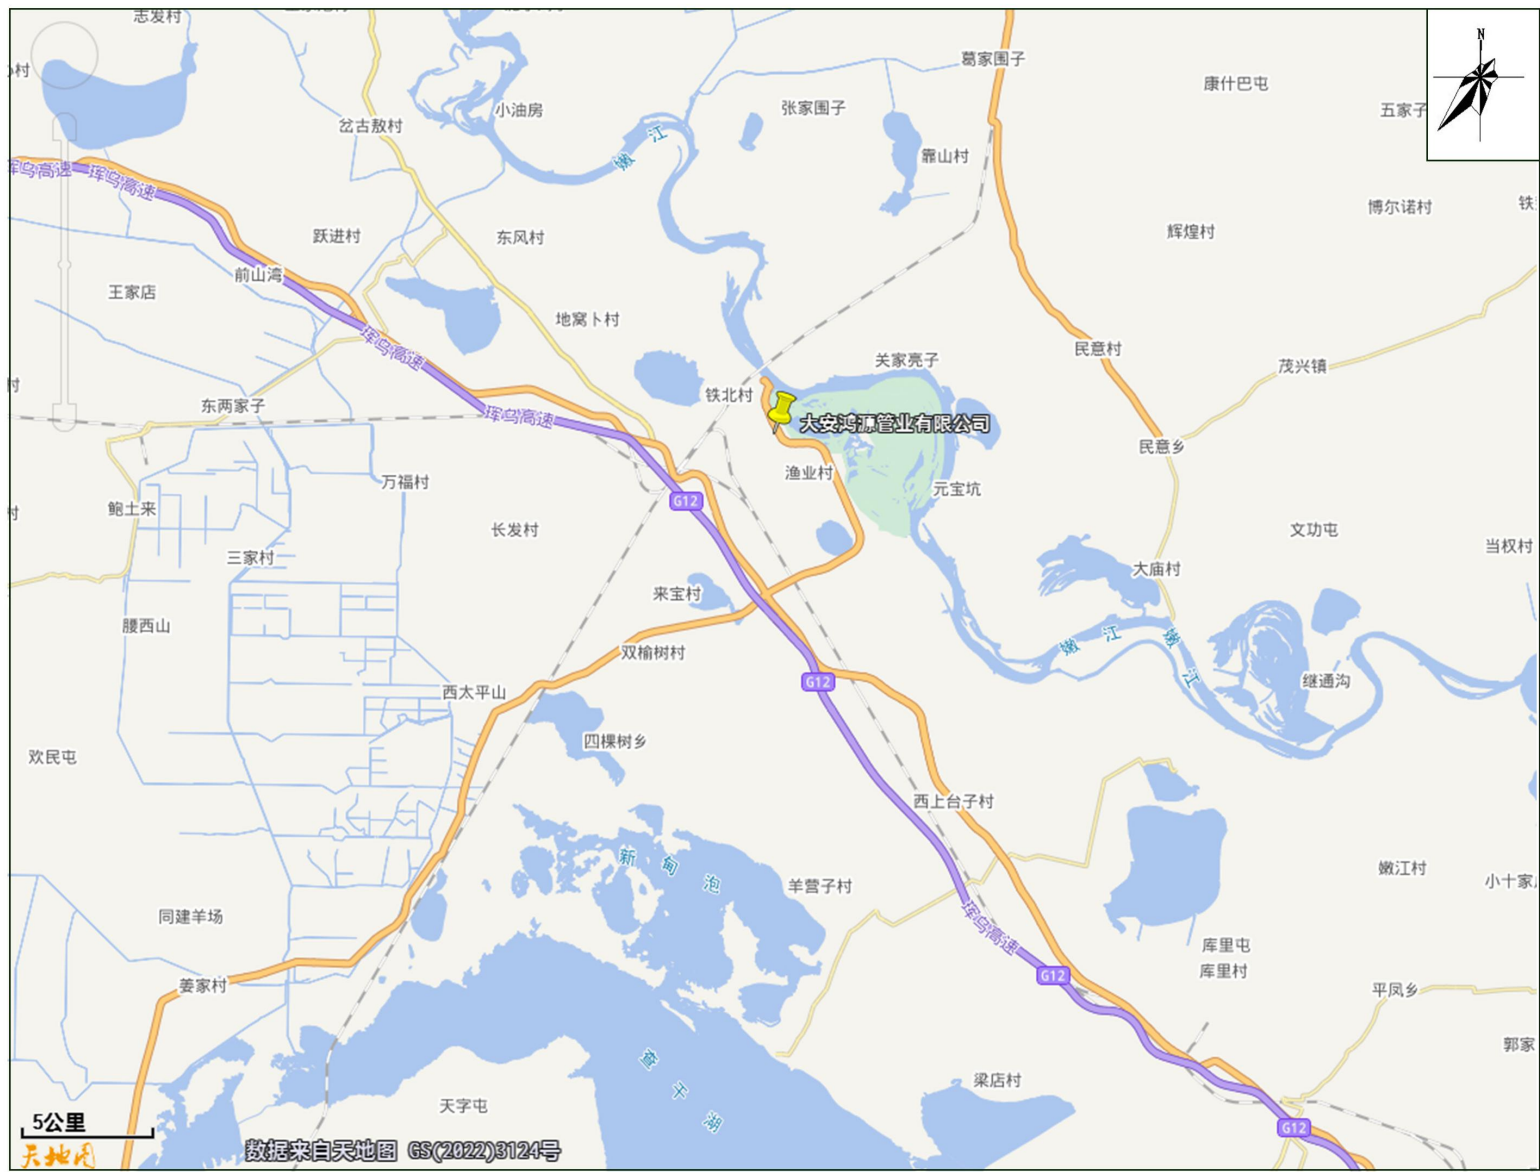 志发村
N
葛家围子
康什巴屯
小油房
张家围子
五家子
岔古敖村
嫩江
靠山村
珲乌高速
珲乌高速
博尔诺村
铁
跃进村
东风村
辉煌村
前山湾
王家店
地窝卜村
珲乌高速
民意村
关家亮子
茂兴镇
村
铁北村
东两家子
珲乌高速
大安鸿源管业有限公司
民意乡
渔业村
万福村
元宝坑
G12
鲍土来
村
长发村
文功屯
当权村
三家村
大庙村
来宝村
腰西山
嫩江
嫩江
双榆树村
G12
继通沟
西太平山
四棵树乡
欢民屯
西上台子村
新甸泡
羊营子村
嫩江村
小十家
同建羊场
珲乌高速
库里屯
库里村
G12
姜家村
平凤乡
郭家
查干湖
梁店村
天字屯
5公里
G12
天地图
数据来自天地图 GS(2022)3124号